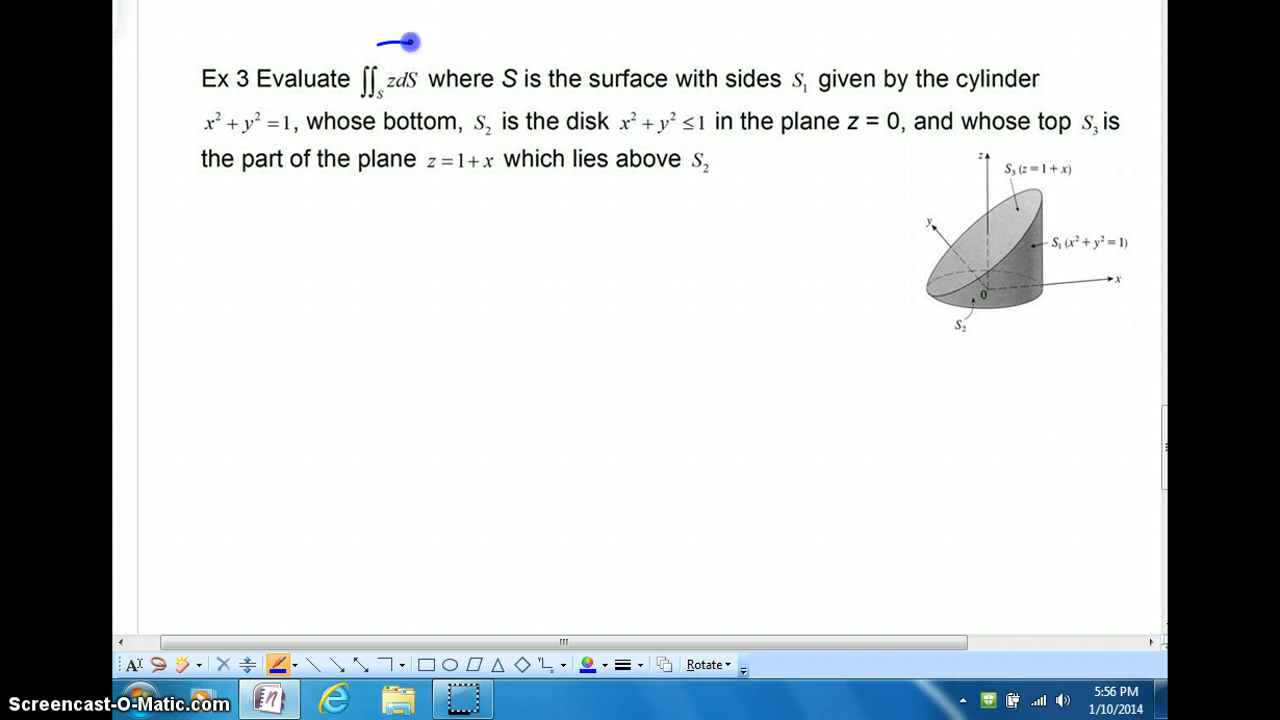 Ex 3 Evaluate ∬_S zdS where S is the surface with sides S₁ given by the cylinder
x² + y² = 1, whose bottom, S₂ is the disk x² + y² ≤ 1 in the plane z = 0, and whose top S₃ is
the part of the plane z = 1 + x which lies above S₂
z
S₃ (z = 1 + x)
y
S₁ (x² + y² = 1)
x
0
S₂
A
Rotate
Screencast-O-Matic.com
5:56 PM
1/10/2014